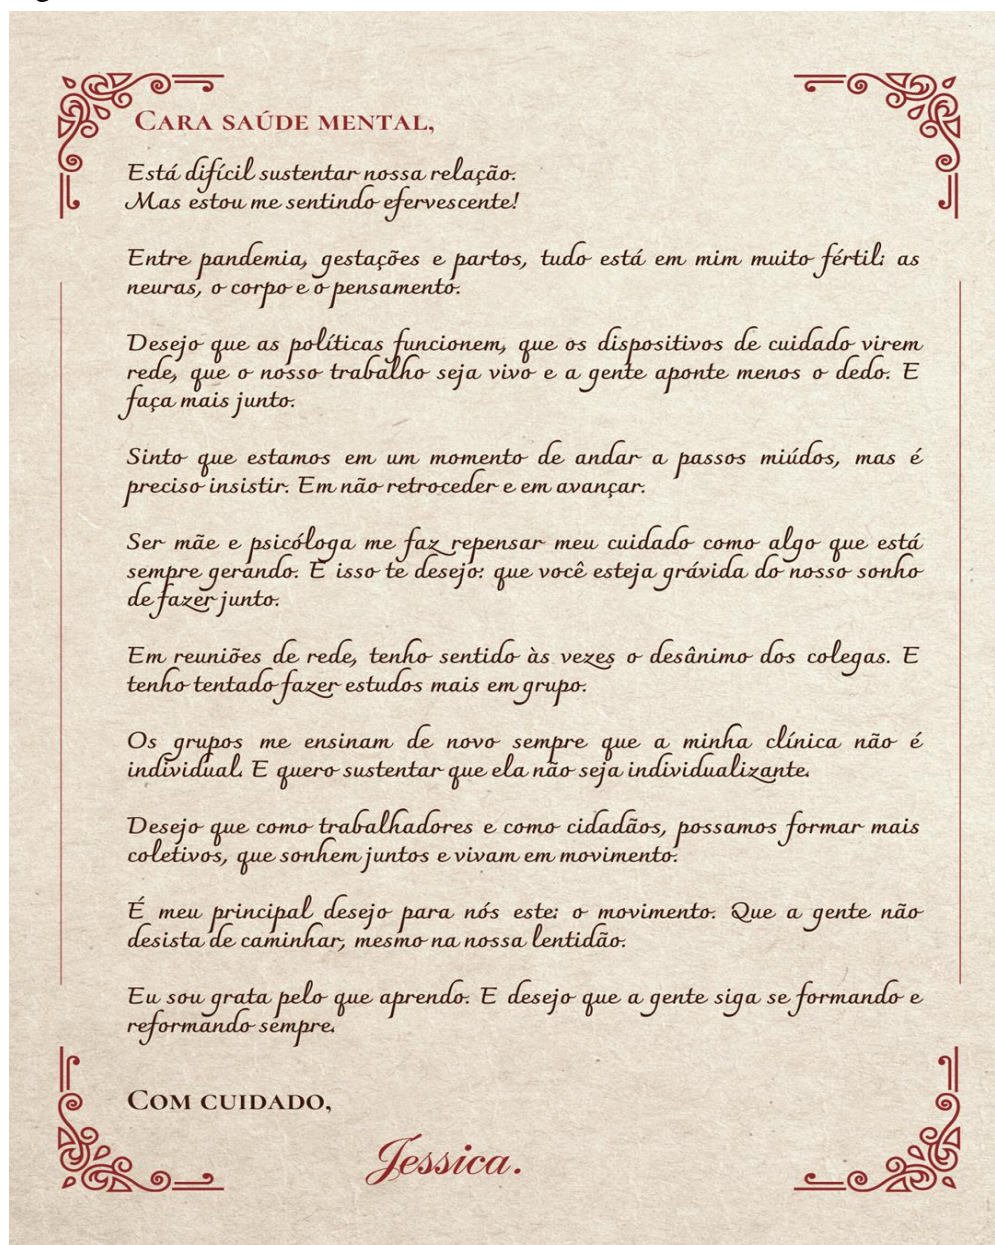 Cara saúde mental,
Está difícil sustentar nossa relação.
Mas estou me sentindo efervescente!
Entre pandemia, gestações e partos, tudo está em mim muito fértil: as
neuras, o corpo e o pensamento.
Desejo que as políticas funcionem, que os dispositivos de cuidado virem
rede, que o nosso trabalho seja vivo e a gente aponte menos o dedo. E
faça mais junto.
Sinto que estamos em um momento de andar a passos miúdos, mas é
preciso insistir. Em não retroceder e em avançar.
Ser mãe e psicóloga me faz repensar meu cuidado como algo que está
sempre gerando. E isso te desejo: que você esteja grávida do nosso sonho
de fazer junto.
Em reuniões de rede, tenho sentido às vezes o desânimo dos colegas. E
tenho tentado fazer estudos mais em grupo.
Os grupos me ensinam de novo sempre que a minha clínica não é
individual. E quero sustentar que ela não seja individualizante.
Desejo que como trabalhadores e como cidadãos, possamos formar mais
coletivos, que sonhem juntos e vivam em movimento.
É meu principal desejo para nós este: o movimento. Que a gente não
desista de caminhar, mesmo na nossa lentidão.
Eu sou grata pelo que aprendo. E desejo que a gente siga se formando e
reformando sempre.
Com cuidado,
Jessica.